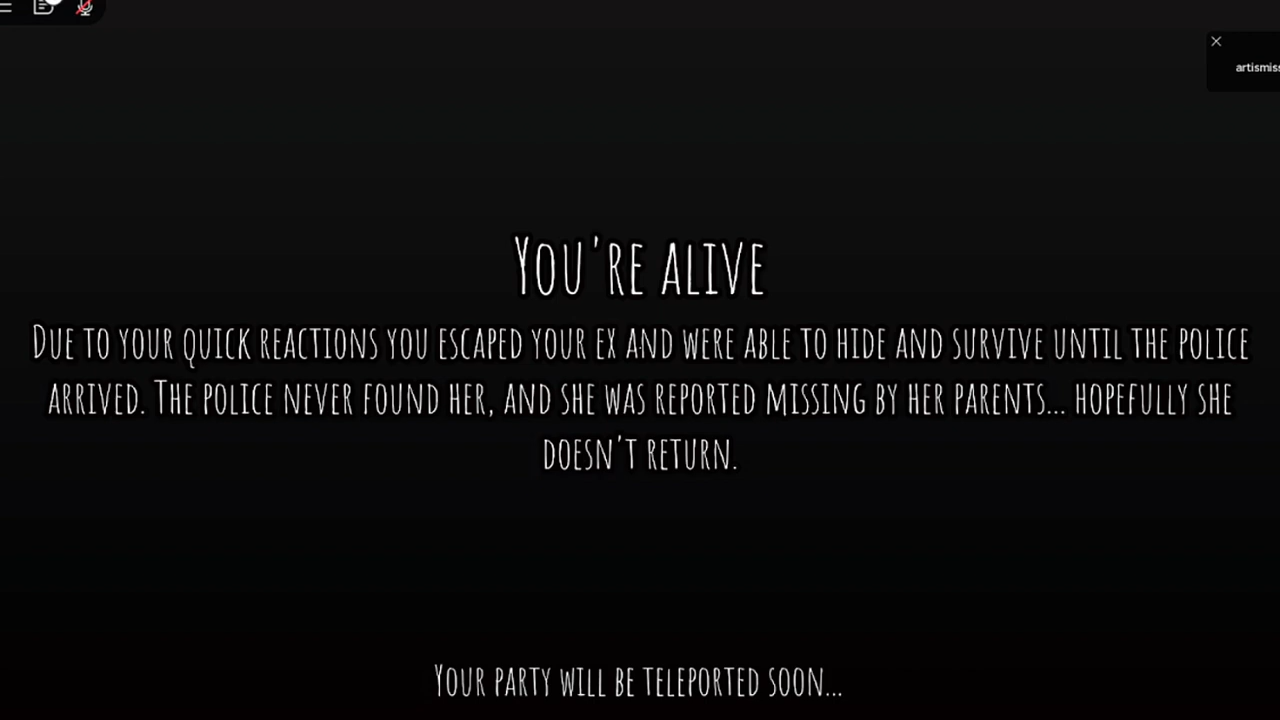 artismiss
You're alive
Due to your quick reactions you escaped your ex and were able to hide and survive until the police
arrived. The police never found her, and she was reported missing by her parents... hopefully she
doesn't return.
Your party will be teleported soon...